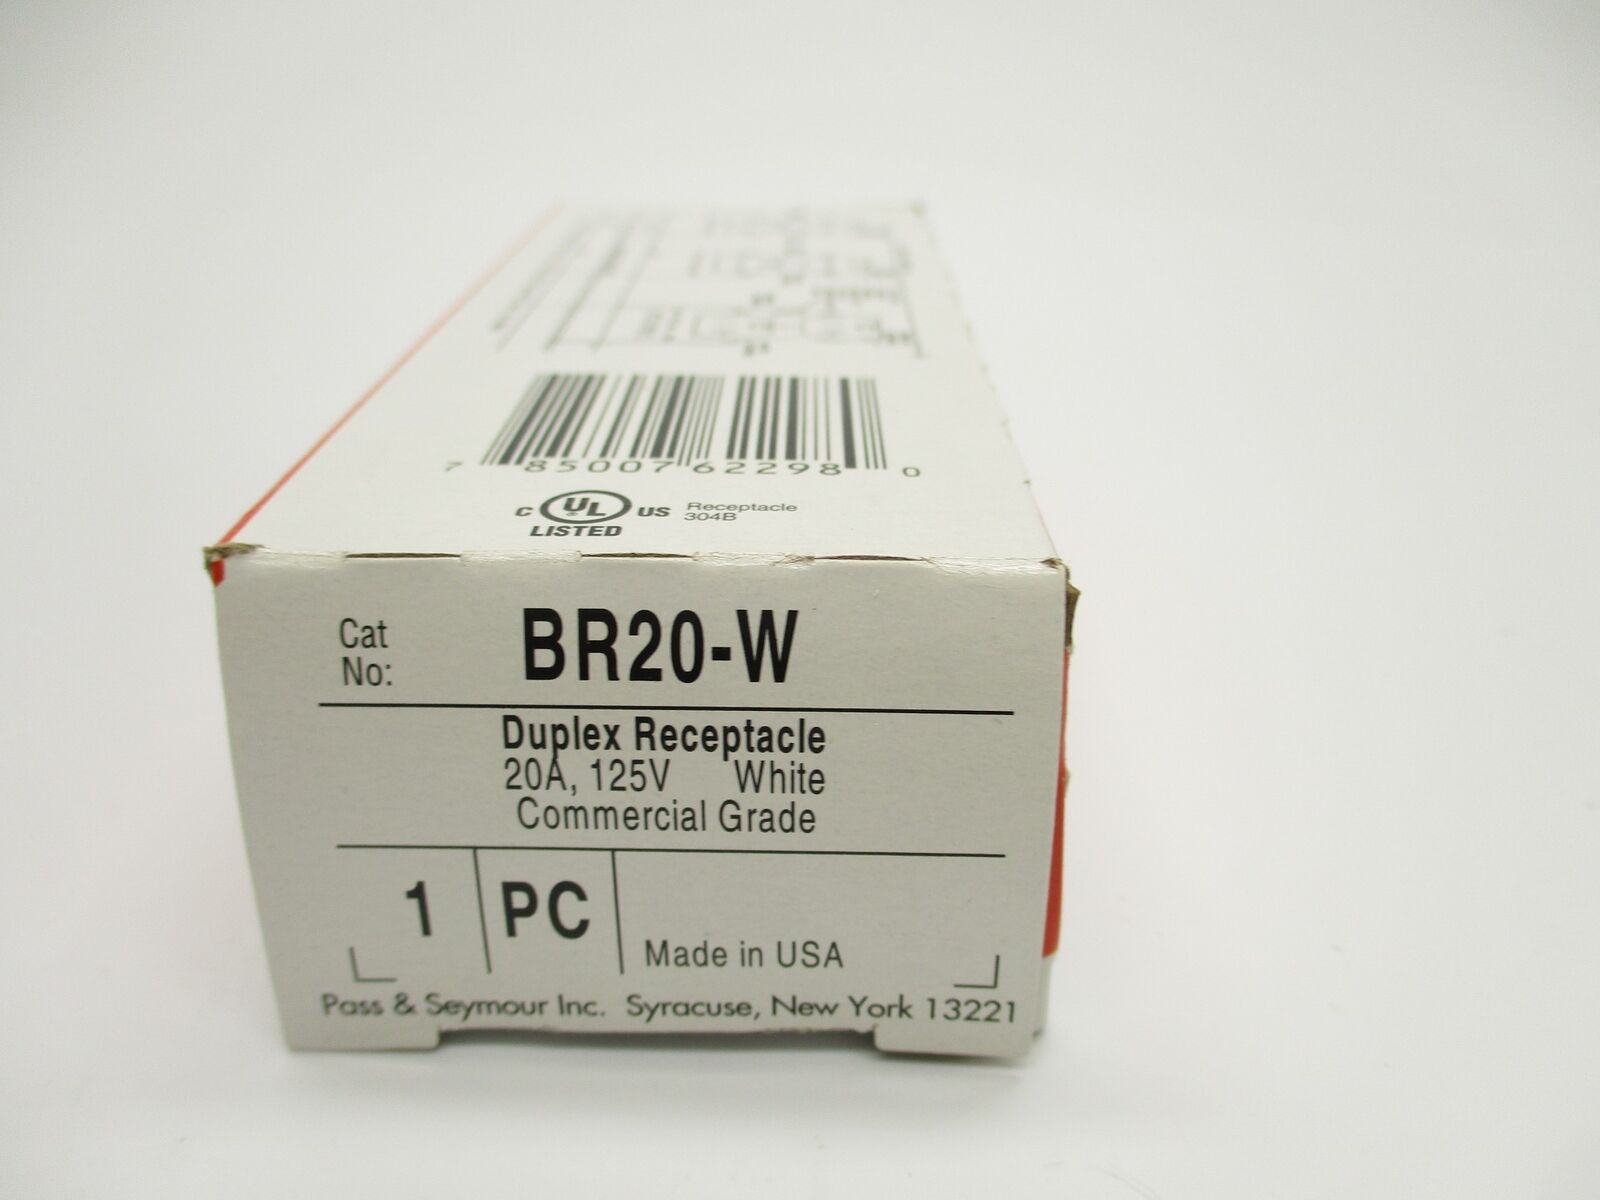 7 85007 62298 0
C UL® US Receptacle
LISTED 304B
Cat No: BR20-W
Duplex Receptacle
20A, 125V White
Commercial Grade
1 PC
Made in USA
Pass & Seymour Inc. Syracuse, New York 13221